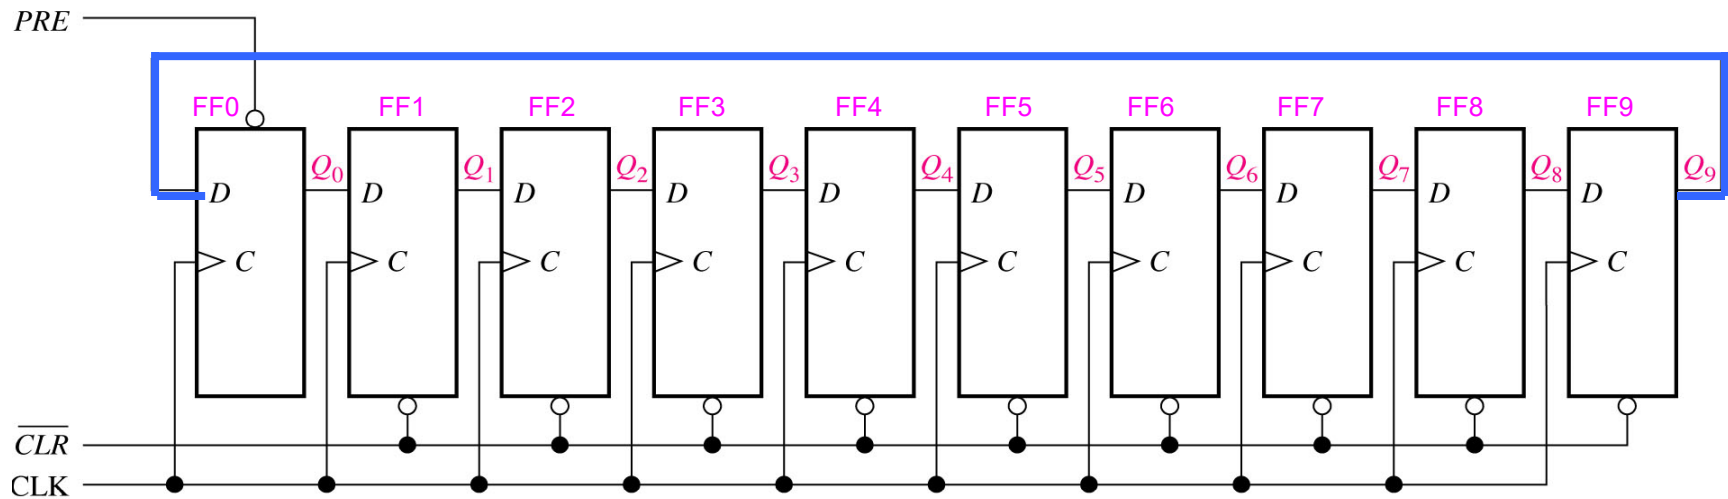 PRE
FF0 FF1 FF2 FF3 FF4 FF5 FF6 FF7 FF8 FF9
Q0 Q1 Q2 Q3 Q4 Q5 Q6 Q7 Q8 Q9
D D D D D D D D D D
C C C C C C C C C C
CLR
CLK